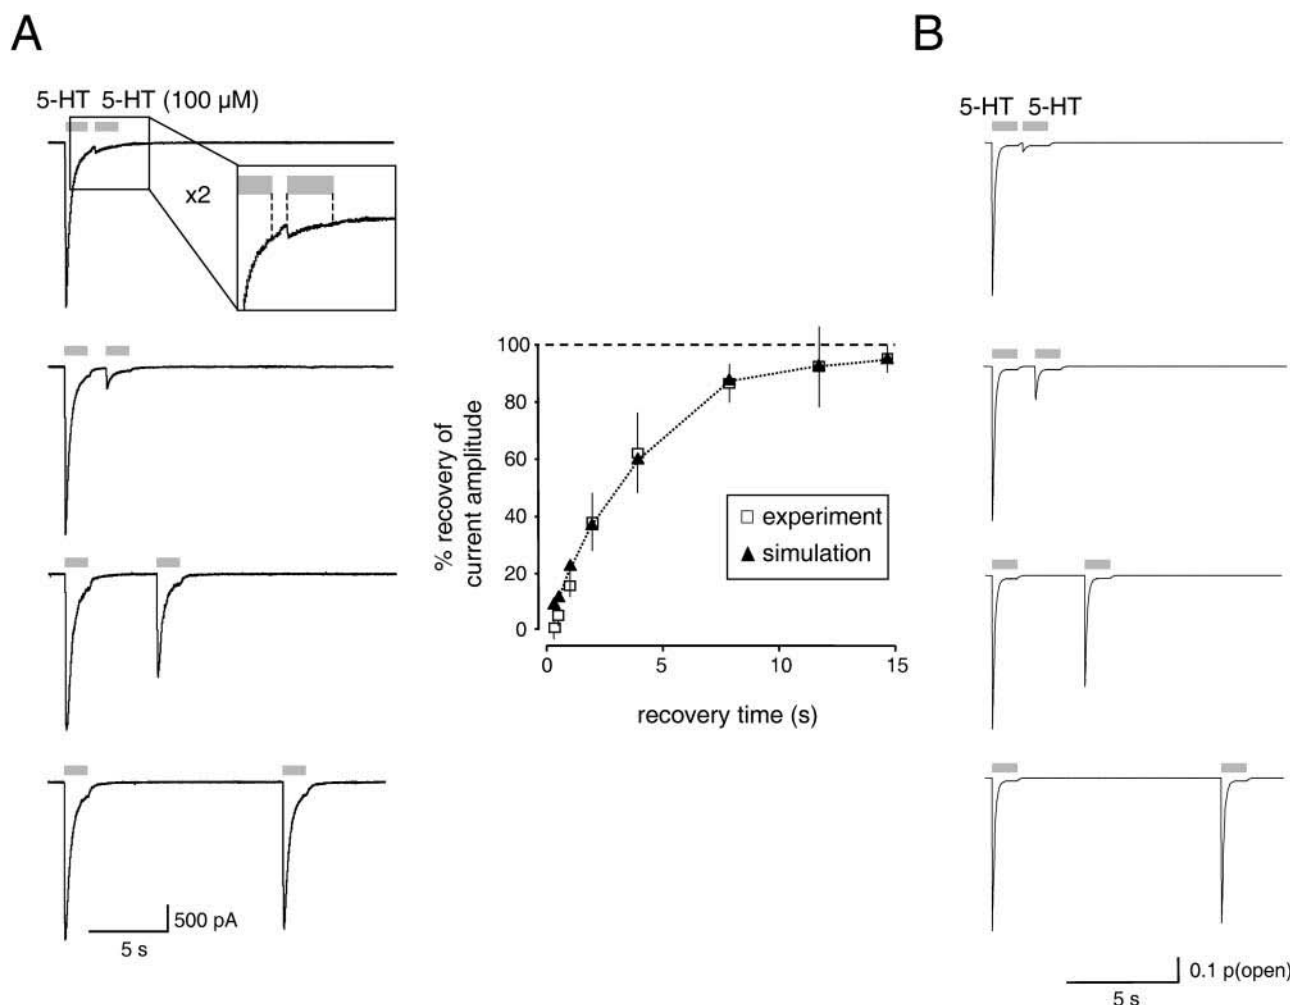 A
B
5-HT 5-HT (100 µM)
x2
5-HT 5-HT
100
80
60
40
20
0
% recovery of
current amplitude
experiment
simulation
0 5 10 15
recovery time (s)
500 pA
5 s
0.1 p(open)
5 s